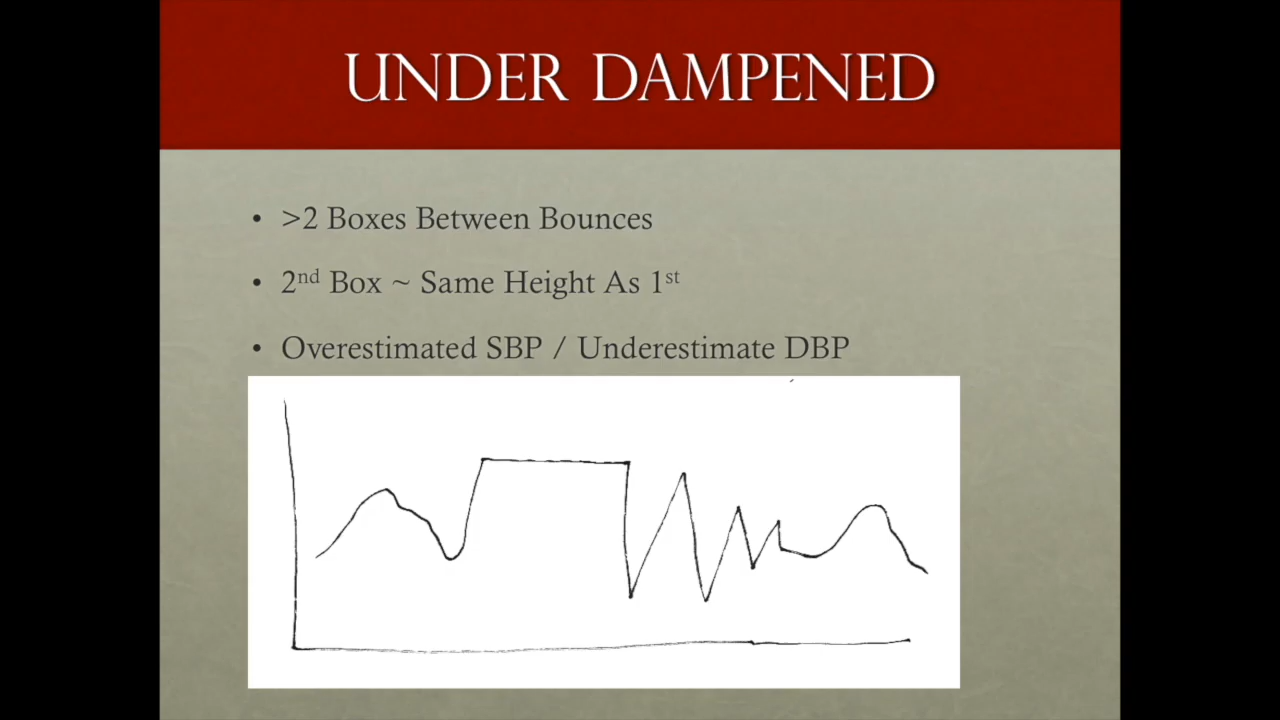 UNDER DAMPENED
• >2 Boxes Between Bounces
• 2nd Box ~ Same Height As 1st
• Overestimated SBP / Underestimate DBP